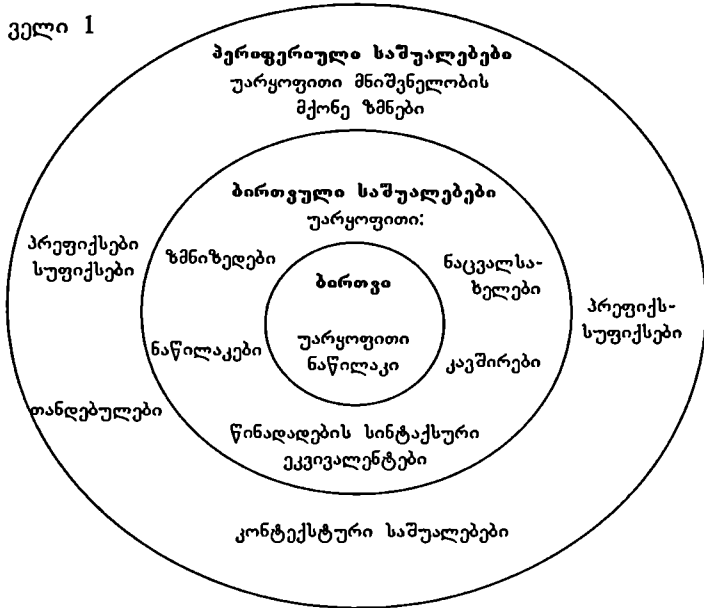 ველი 1
პერიფერიული საშუალებები
უარყოფითი მნიშვნელობის
მქონე ზმნები
ბირთვული საშუალებები
უარყოფითი:
პრეფიქსები
სუფიქსები
ზმნიზედები
ნაცვალსა-
ხელები
ბირთვი
პრეფიქს-
სუფიქსები
უარყოფითი
ნაწილაკი
ნაწილაკები
კავშირები
თანდებულები
წინადადების სინტაქსური
ეკვივალენტები
კონტექსტური საშუალებები